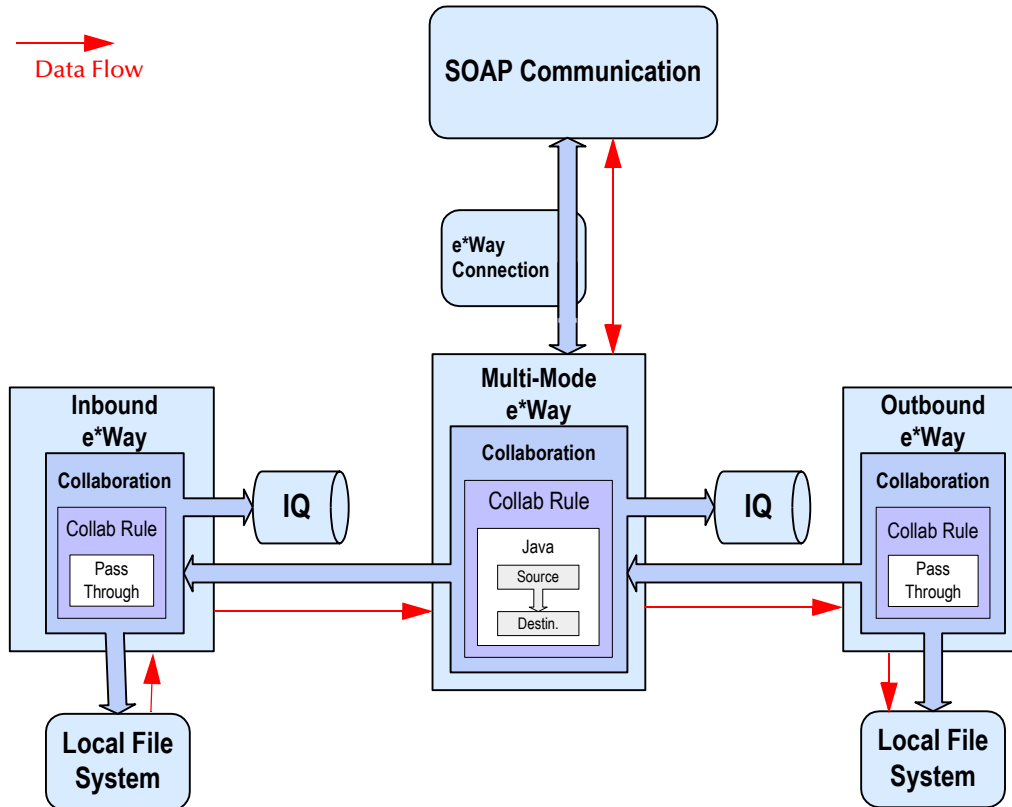 Data Flow
SOAP Communication
e*Way
Connection
Inbound
e*Way
Collaboration
Collab Rule
Pass
Through
IQ
Local File
System
Multi-Mode
e*Way
Collaboration
Collab Rule
Java
Source
Destin.
IQ
Outbound
e*Way
Collaboration
Collab Rule
Pass
Through
Local File
System